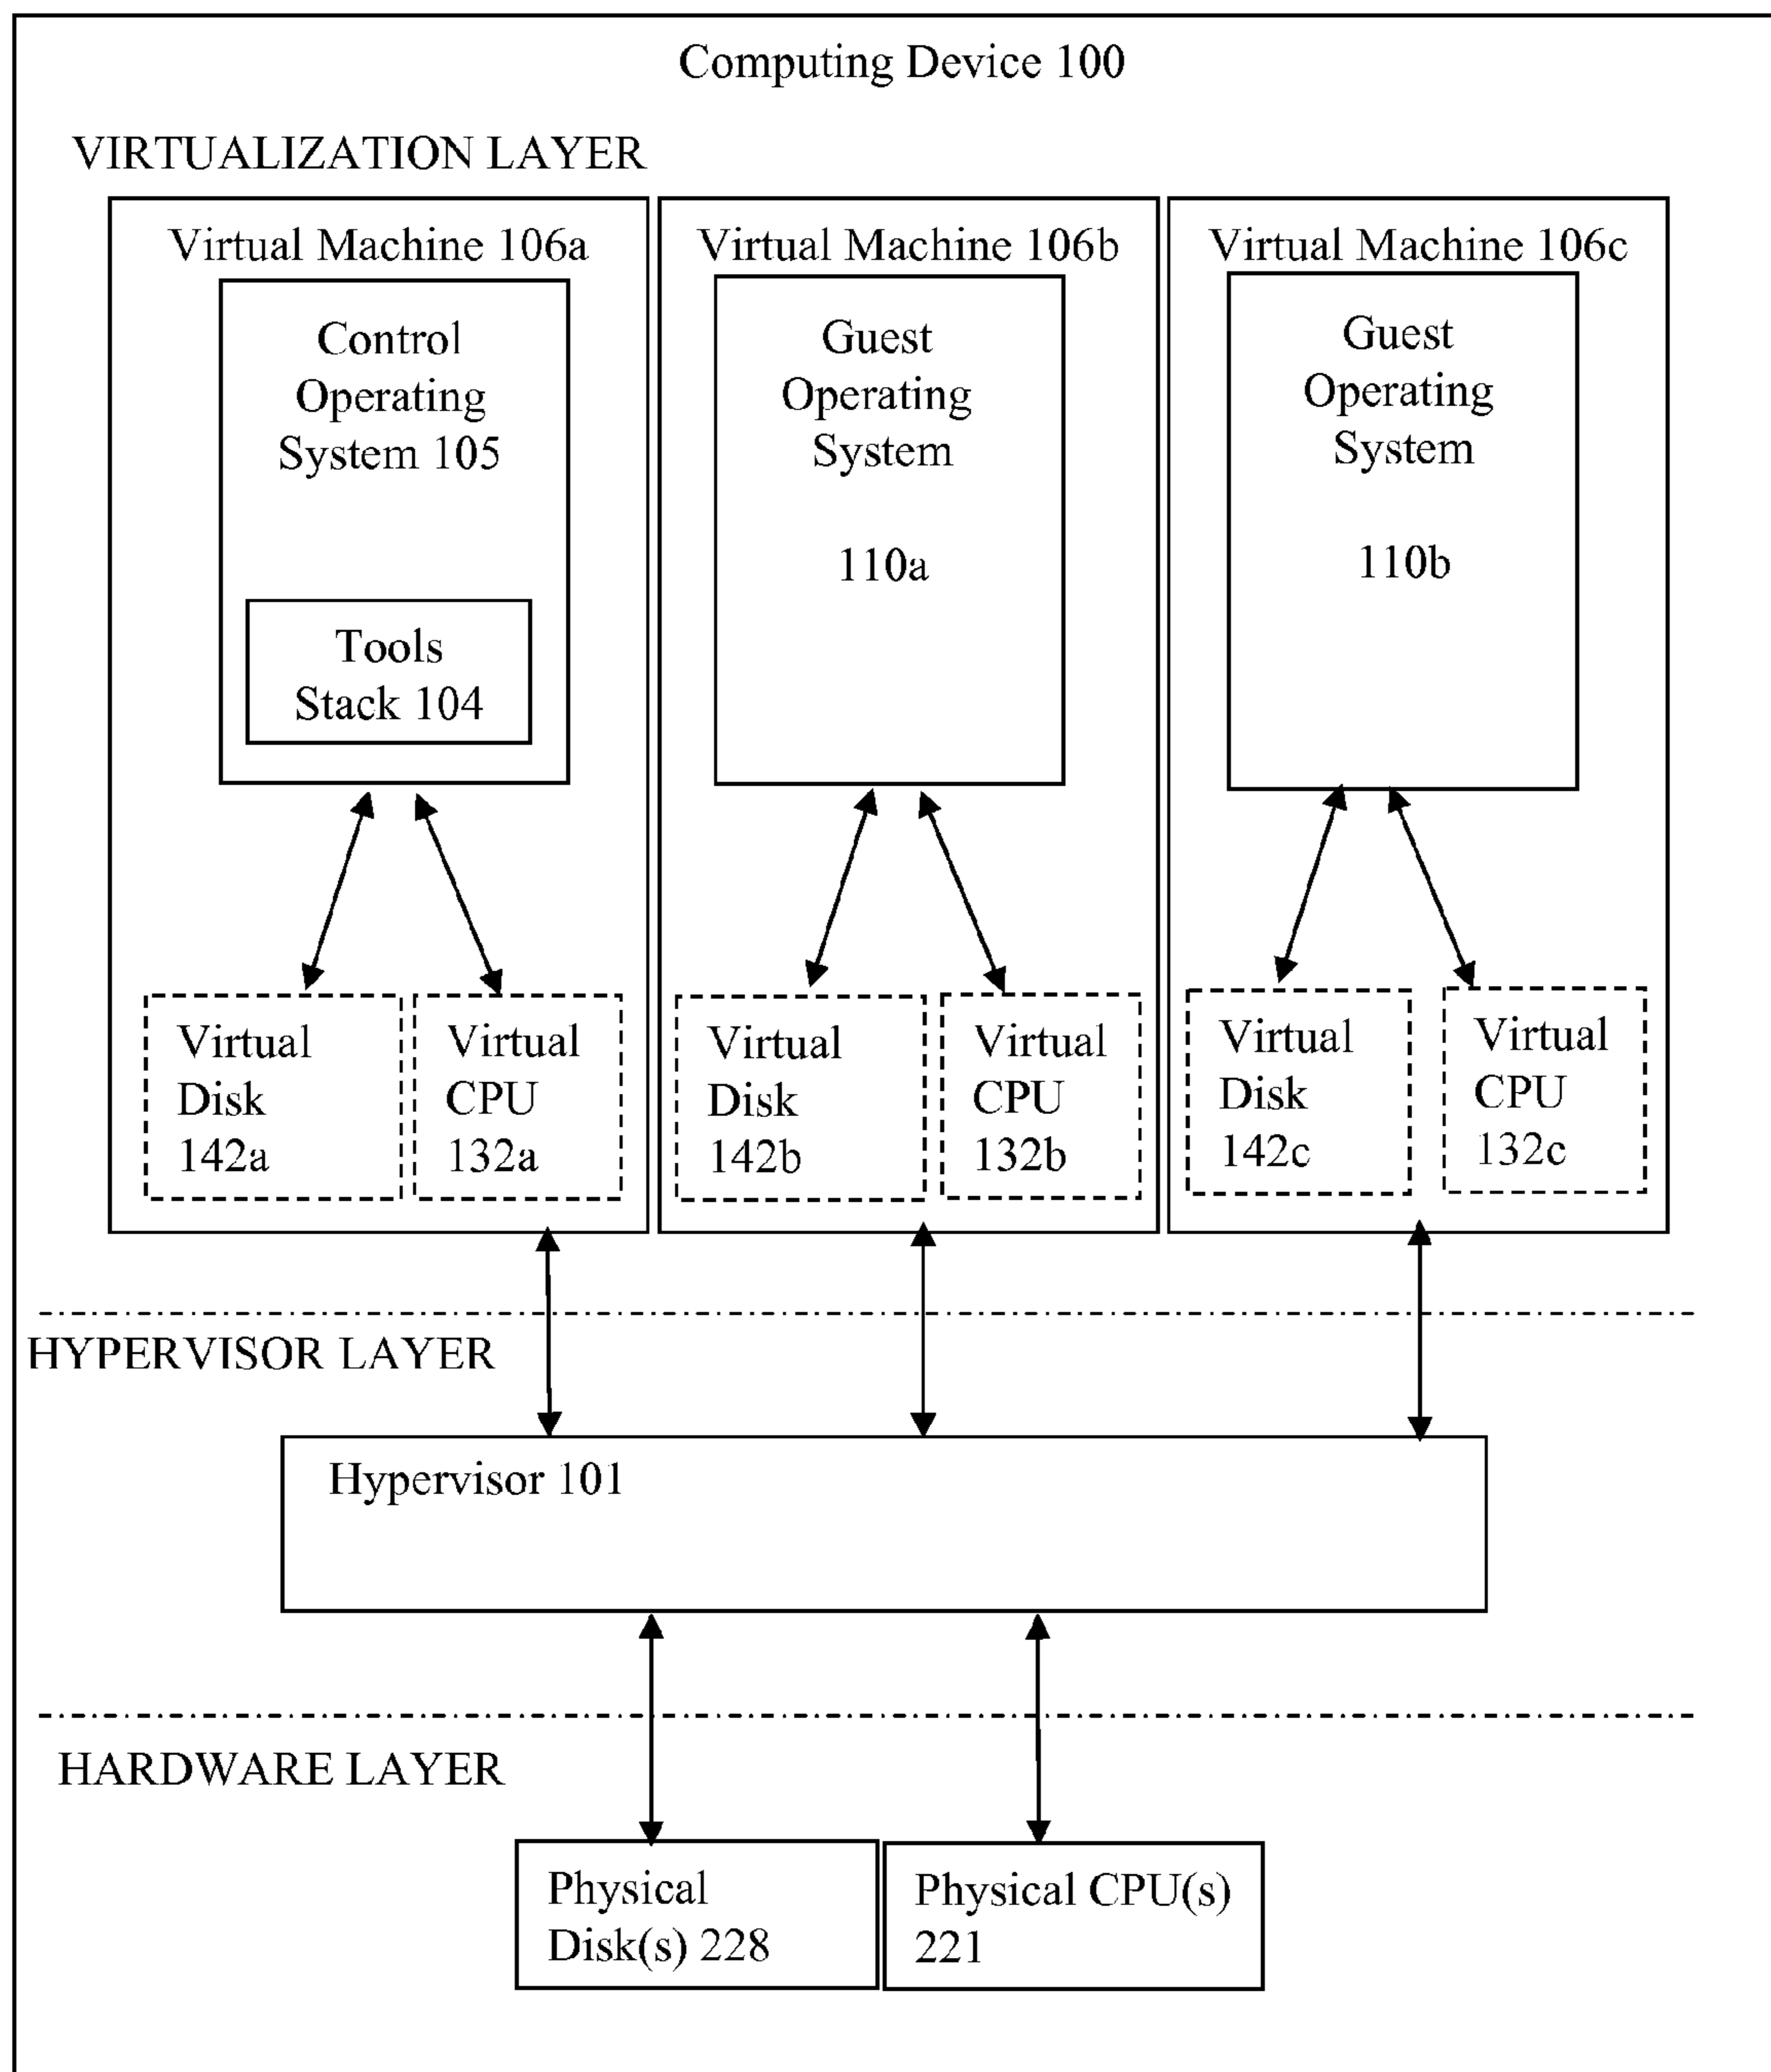 Computing Device 100
VIRTUALIZATION LAYER
Virtual Machine 106a
Control
Operating
System 105
Tools
Stack 104
Virtual
Disk
142a
Virtual
CPU
132a
Virtual Machine 106b
Guest
Operating
System
110a
Virtual
Disk
142b
Virtual
CPU
132b
Virtual Machine 106c
Guest
Operating
System
110b
Virtual
Disk
142c
Virtual
CPU
132c
HYPERVISOR LAYER
Hypervisor 101
HARDWARE LAYER
Physical
Disk(s) 228
Physical CPU(s)
221